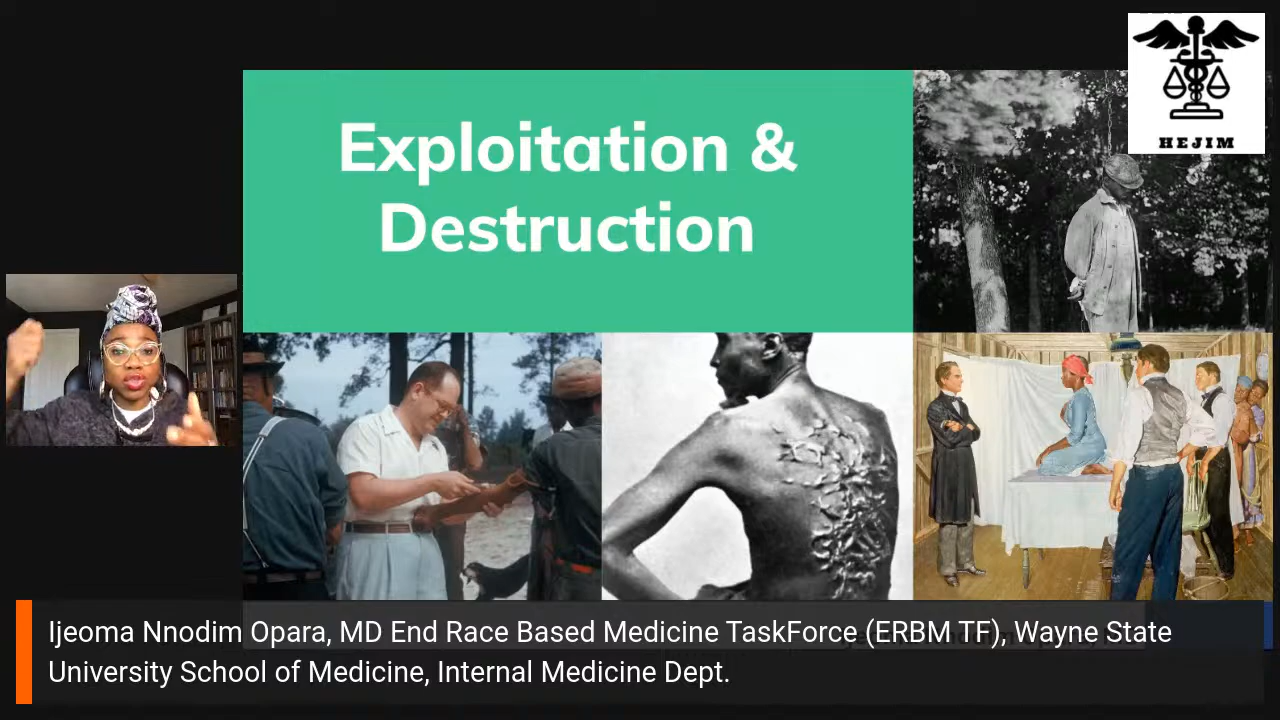 HEJIM
Exploitation &
Destruction
Ijeoma Nnodim Opara, MD End Race Based Medicine TaskForce (ERBM TF), Wayne State
University School of Medicine, Internal Medicine Dept.